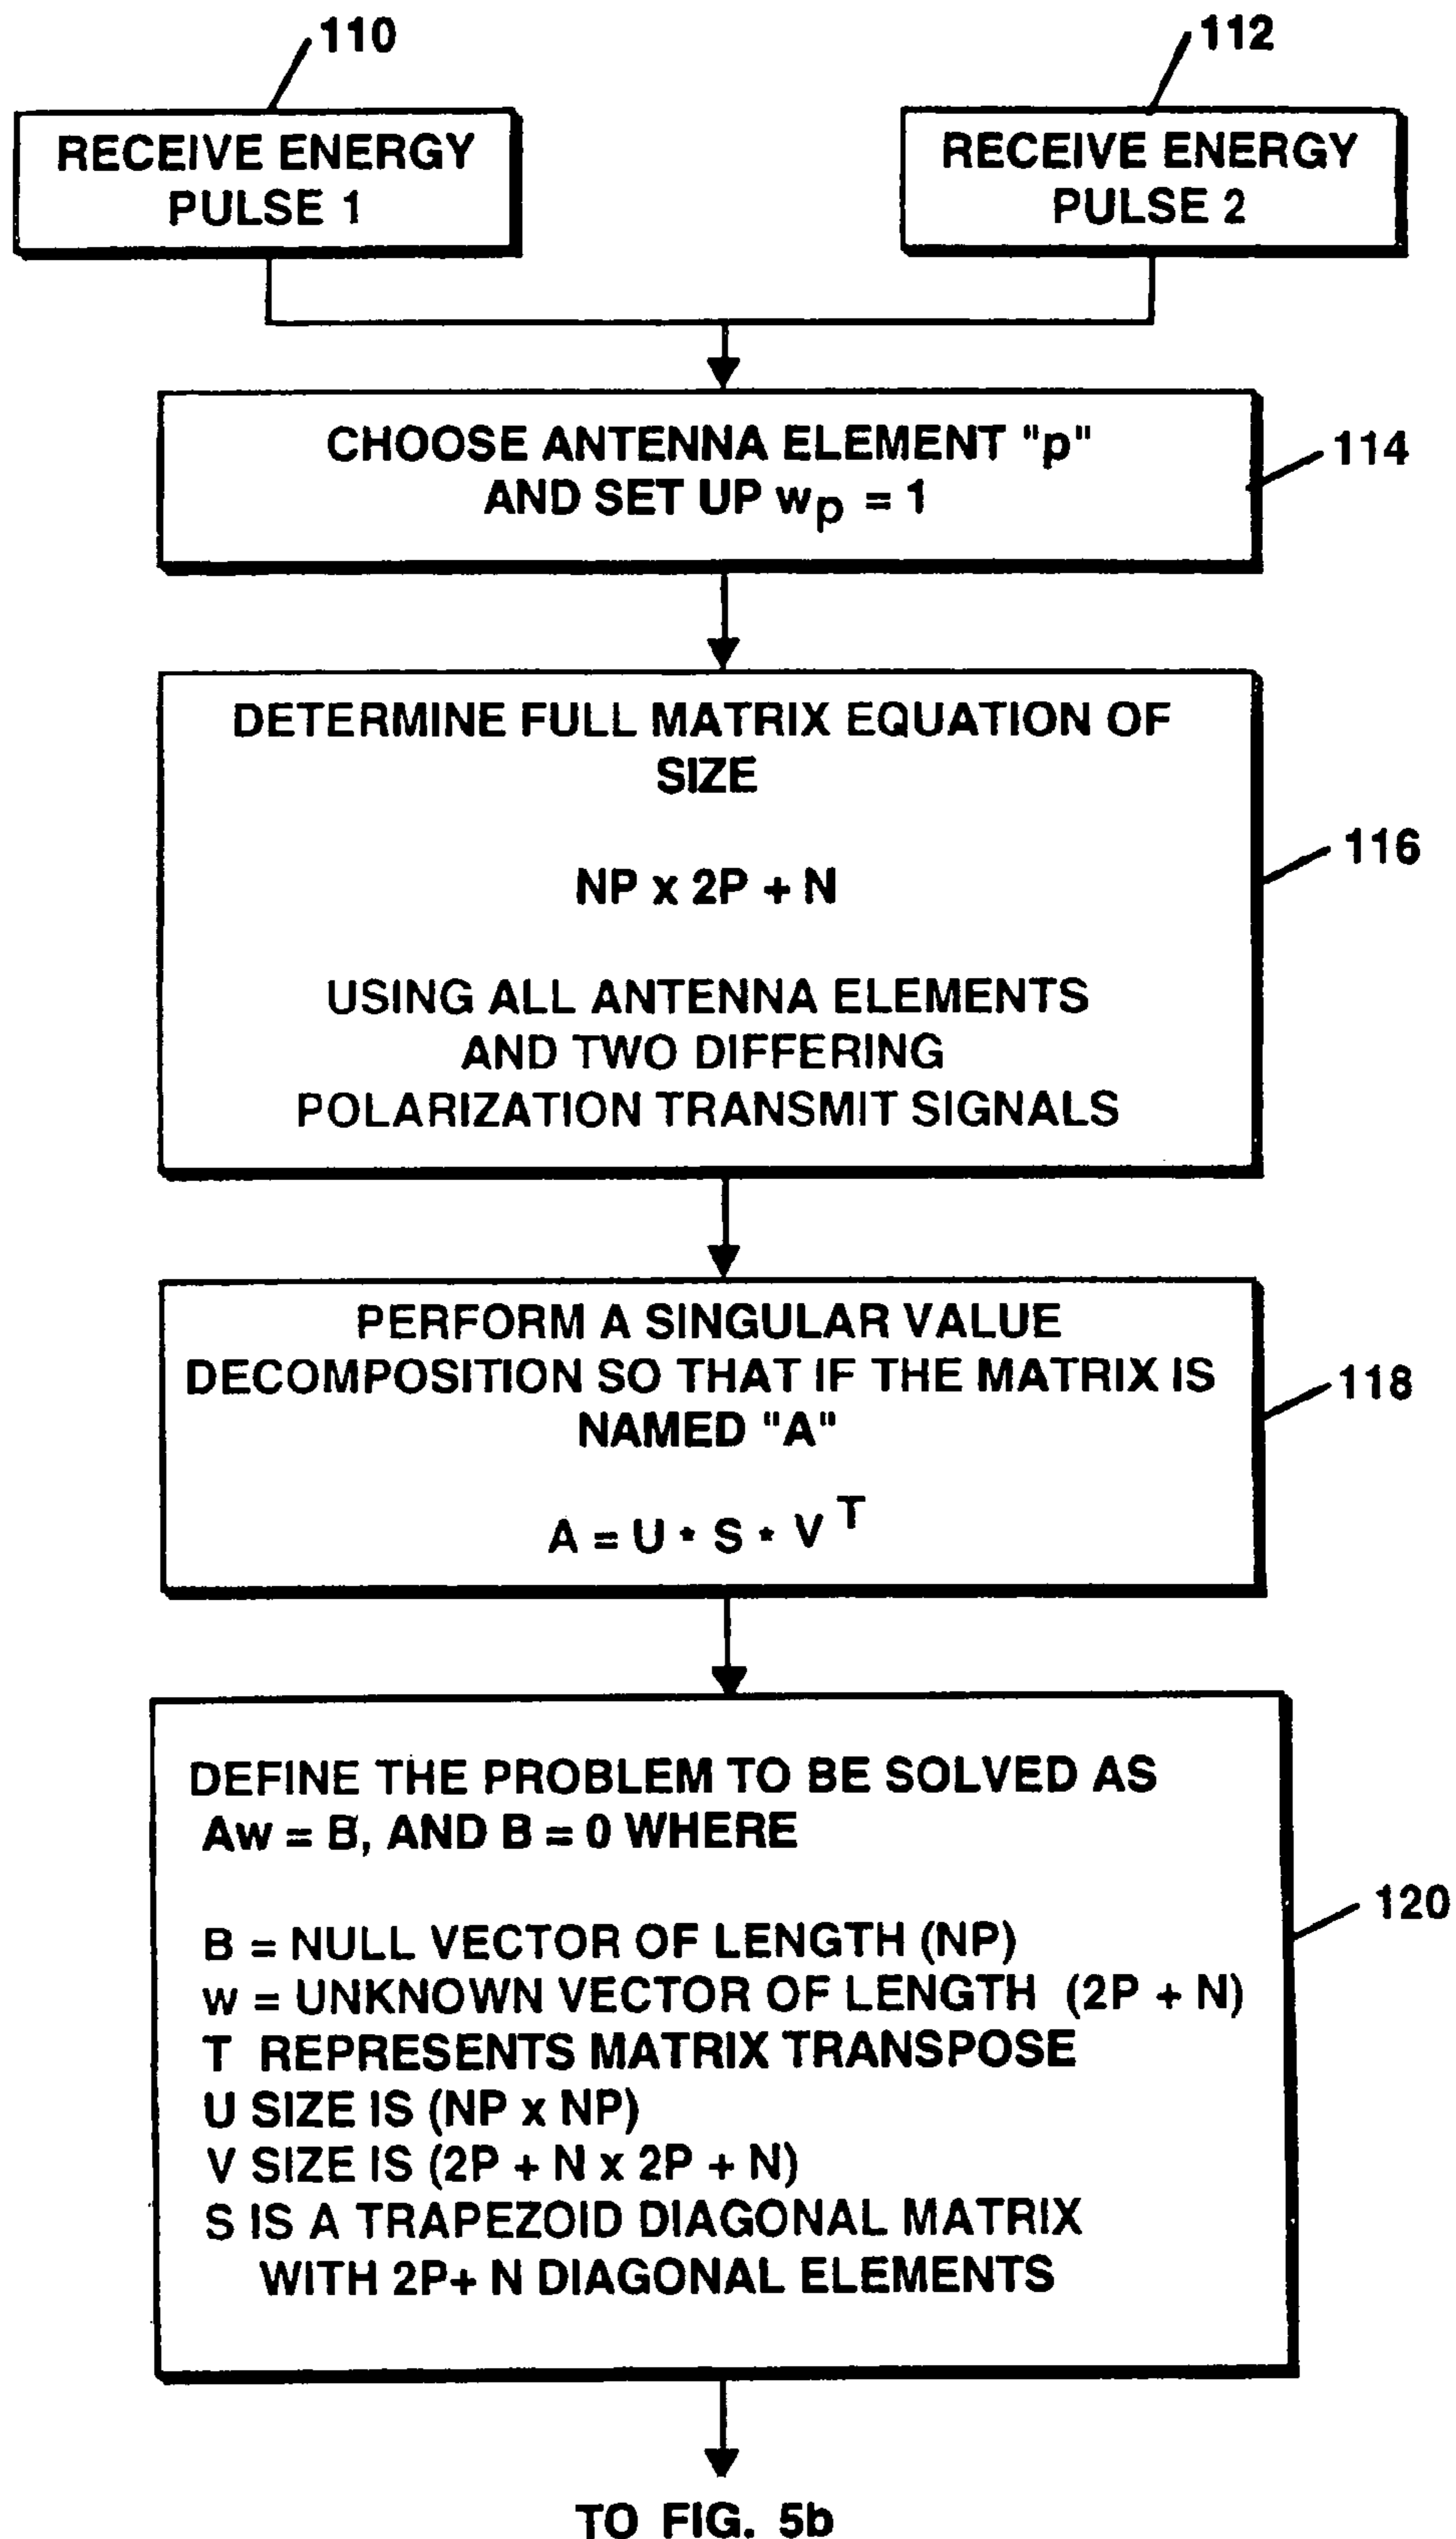 110
112
RECEIVE ENERGY
PULSE 1
RECEIVE ENERGY
PULSE 2
CHOOSE ANTENNA ELEMENT "p"
AND SET UP wp = 1
114
DETERMINE FULL MATRIX EQUATION OF
SIZE
NP x 2P + N
USING ALL ANTENNA ELEMENTS
AND TWO DIFFERING
POLARIZATION TRANSMIT SIGNALS
116
PERFORM A SINGULAR VALUE
DECOMPOSITION SO THAT IF THE MATRIX IS
NAMED "A"
A = U * S * V T
118
DEFINE THE PROBLEM TO BE SOLVED AS
Aw = B, AND B = 0 WHERE
B = NULL VECTOR OF LENGTH (NP)
w = UNKNOWN VECTOR OF LENGTH (2P + N)
T REPRESENTS MATRIX TRANSPOSE
U SIZE IS (NP x NP)
V SIZE IS (2P + N x 2P + N)
S IS A TRAPEZOID DIAGONAL MATRIX
WITH 2P+ N DIAGONAL ELEMENTS
120
TO FIG. 5b